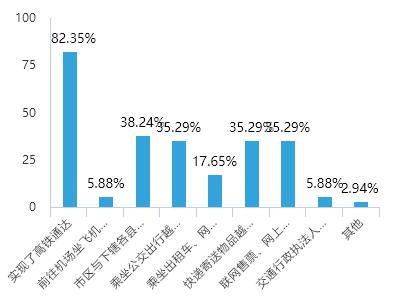 100
75
50
25
0
82.35%
5.88%
38.24%
35.29%
17.65%
35.29%
35.29%
5.88%
2.94%
实现了高铁通达
前往机场坐飞机...
市区与下辖各县...
乘坐公交出行越...
乘坐出租车、网...
快递寄送物品越...
联网售票、网上...
交通行政执法人...
其他